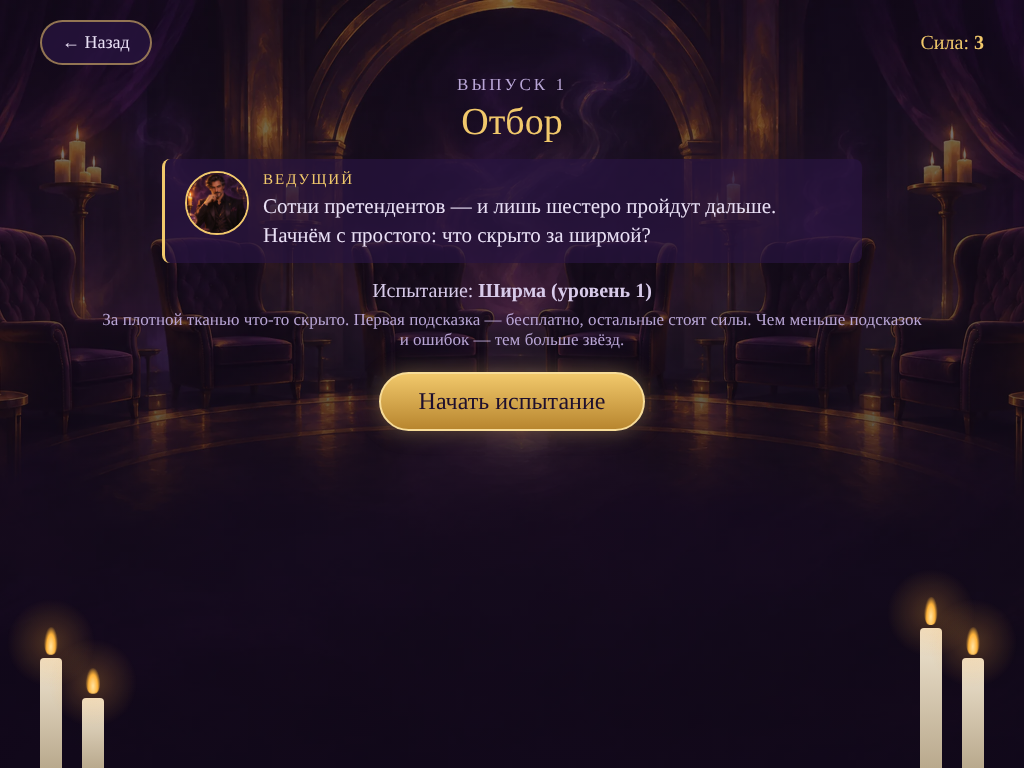 ← Назад
Сила: 3
ВЫПУСК 1
Отбор
ВЕДУЩИЙ
Сотни претендентов — и лишь шестеро пройдут дальше.
Начнём с простого: что скрыто за ширмой?
Испытание: Ширма (уровень 1)
За плотной тканью что-то скрыто. Первая подсказка — бесплатно, остальные стоят силы. Чем меньше подсказок
и ошибок — тем больше звёзд.
Начать испытание